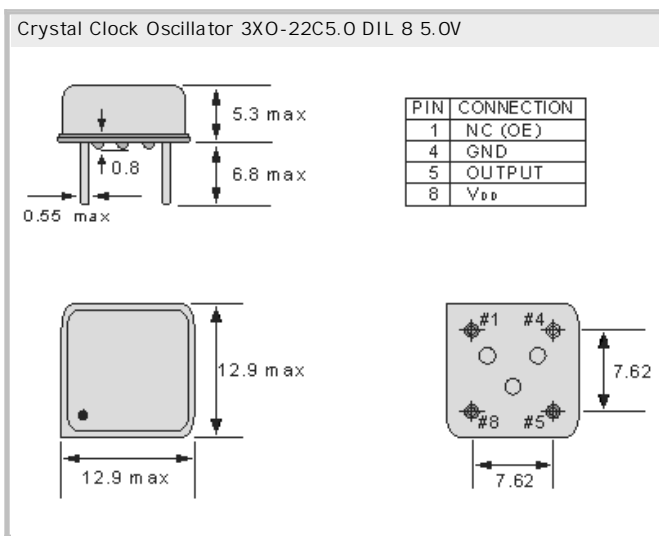 Crystal Clock Oscillator 3XO-22C5.0 DIL 8 5.0V
5.3 max
0.8
6.8 max
0.55 max
PIN CONNECTION
1 NC (OE)
4 GND
5 OUTPUT
8 VDD
12.9 max
12.9 max
#1 #4
#8 #5
7.62
7.62